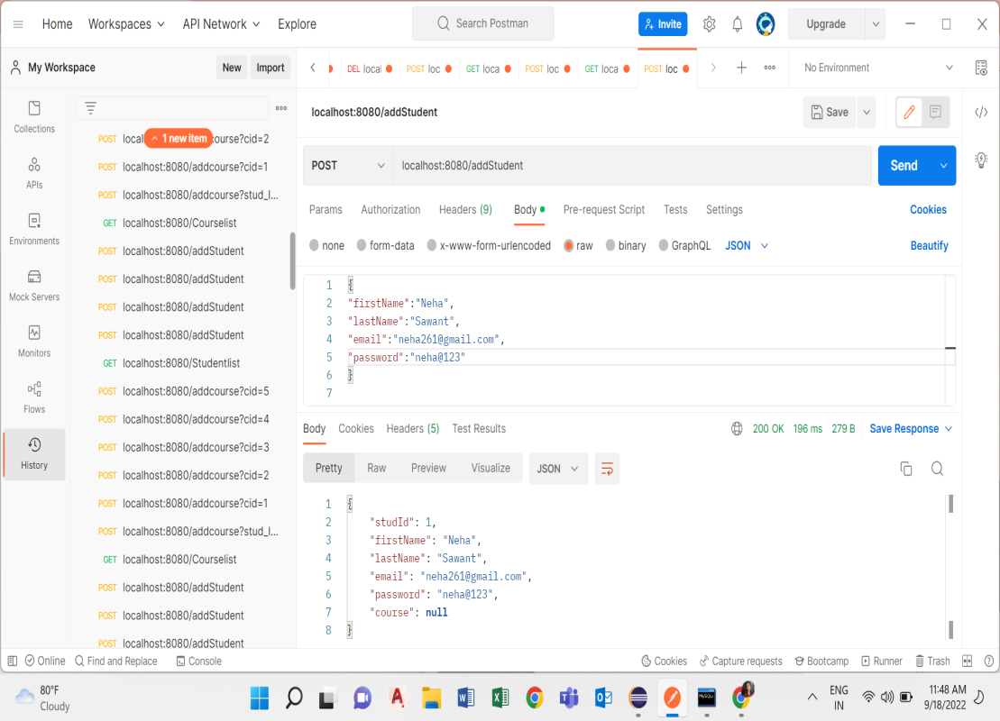 Home Workspaces API Network Explore Search Postman Invite Upgrade
My Workspace New Import DEL local POST loc GET loca POST loc GET loca POST loc No Environment
Collections
APIs
Environments
Mock Servers
Monitors
Flows
History
1 new item
POST local ourse?cid=2
POST localhost:8080/addcourse?cid=1
POST localhost:8080/addcourse?stud_I...
GET localhost:8080/Courselist
POST localhost:8080/addStudent
POST localhost:8080/addStudent
POST localhost:8080/addStudent
POST localhost:8080/addStudent
GET localhost:8080/Studentlist
POST localhost:8080/addcourse?cid=5
POST localhost:8080/addcourse?cid=4
POST localhost:8080/addcourse?cid=3
POST localhost:8080/addcourse?cid=2
POST localhost:8080/addcourse?cid=1
POST localhost:8080/addcourse?stud_I...
GET localhost:8080/Courselist
POST localhost:8080/addStudent
POST localhost:8080/addStudent
POST localhost:8080/addStudent
localhost:8080/addStudent Save
POST localhost:8080/addStudent Send
Params Authorization Headers (9) Body Pre-request Script Tests Settings Cookies
none form-data x-www-form-urlencoded raw binary GraphQL JSON Beautify
1 {
2 "firstName":"Neha",
3 "lastName":"Sawant",
4 "email":"neha261@gmail.com",
5 "password":"neha@123"
6 }
7
Body Cookies Headers (5) Test Results 200 OK 196 ms 279 B Save Response
Pretty Raw Preview Visualize JSON
1 {
2 "studId": 1,
3 "firstName": "Neha",
4 "lastName": "Sawant",
5 "email": "neha261@gmail.com",
6 "password": "neha@123",
7 "course": null
8 }
Online Find and Replace Console Cookies Capture requests Bootcamp Runner Trash
80°F
Cloudy
ENG
IN
11:48 AM
9/18/2022